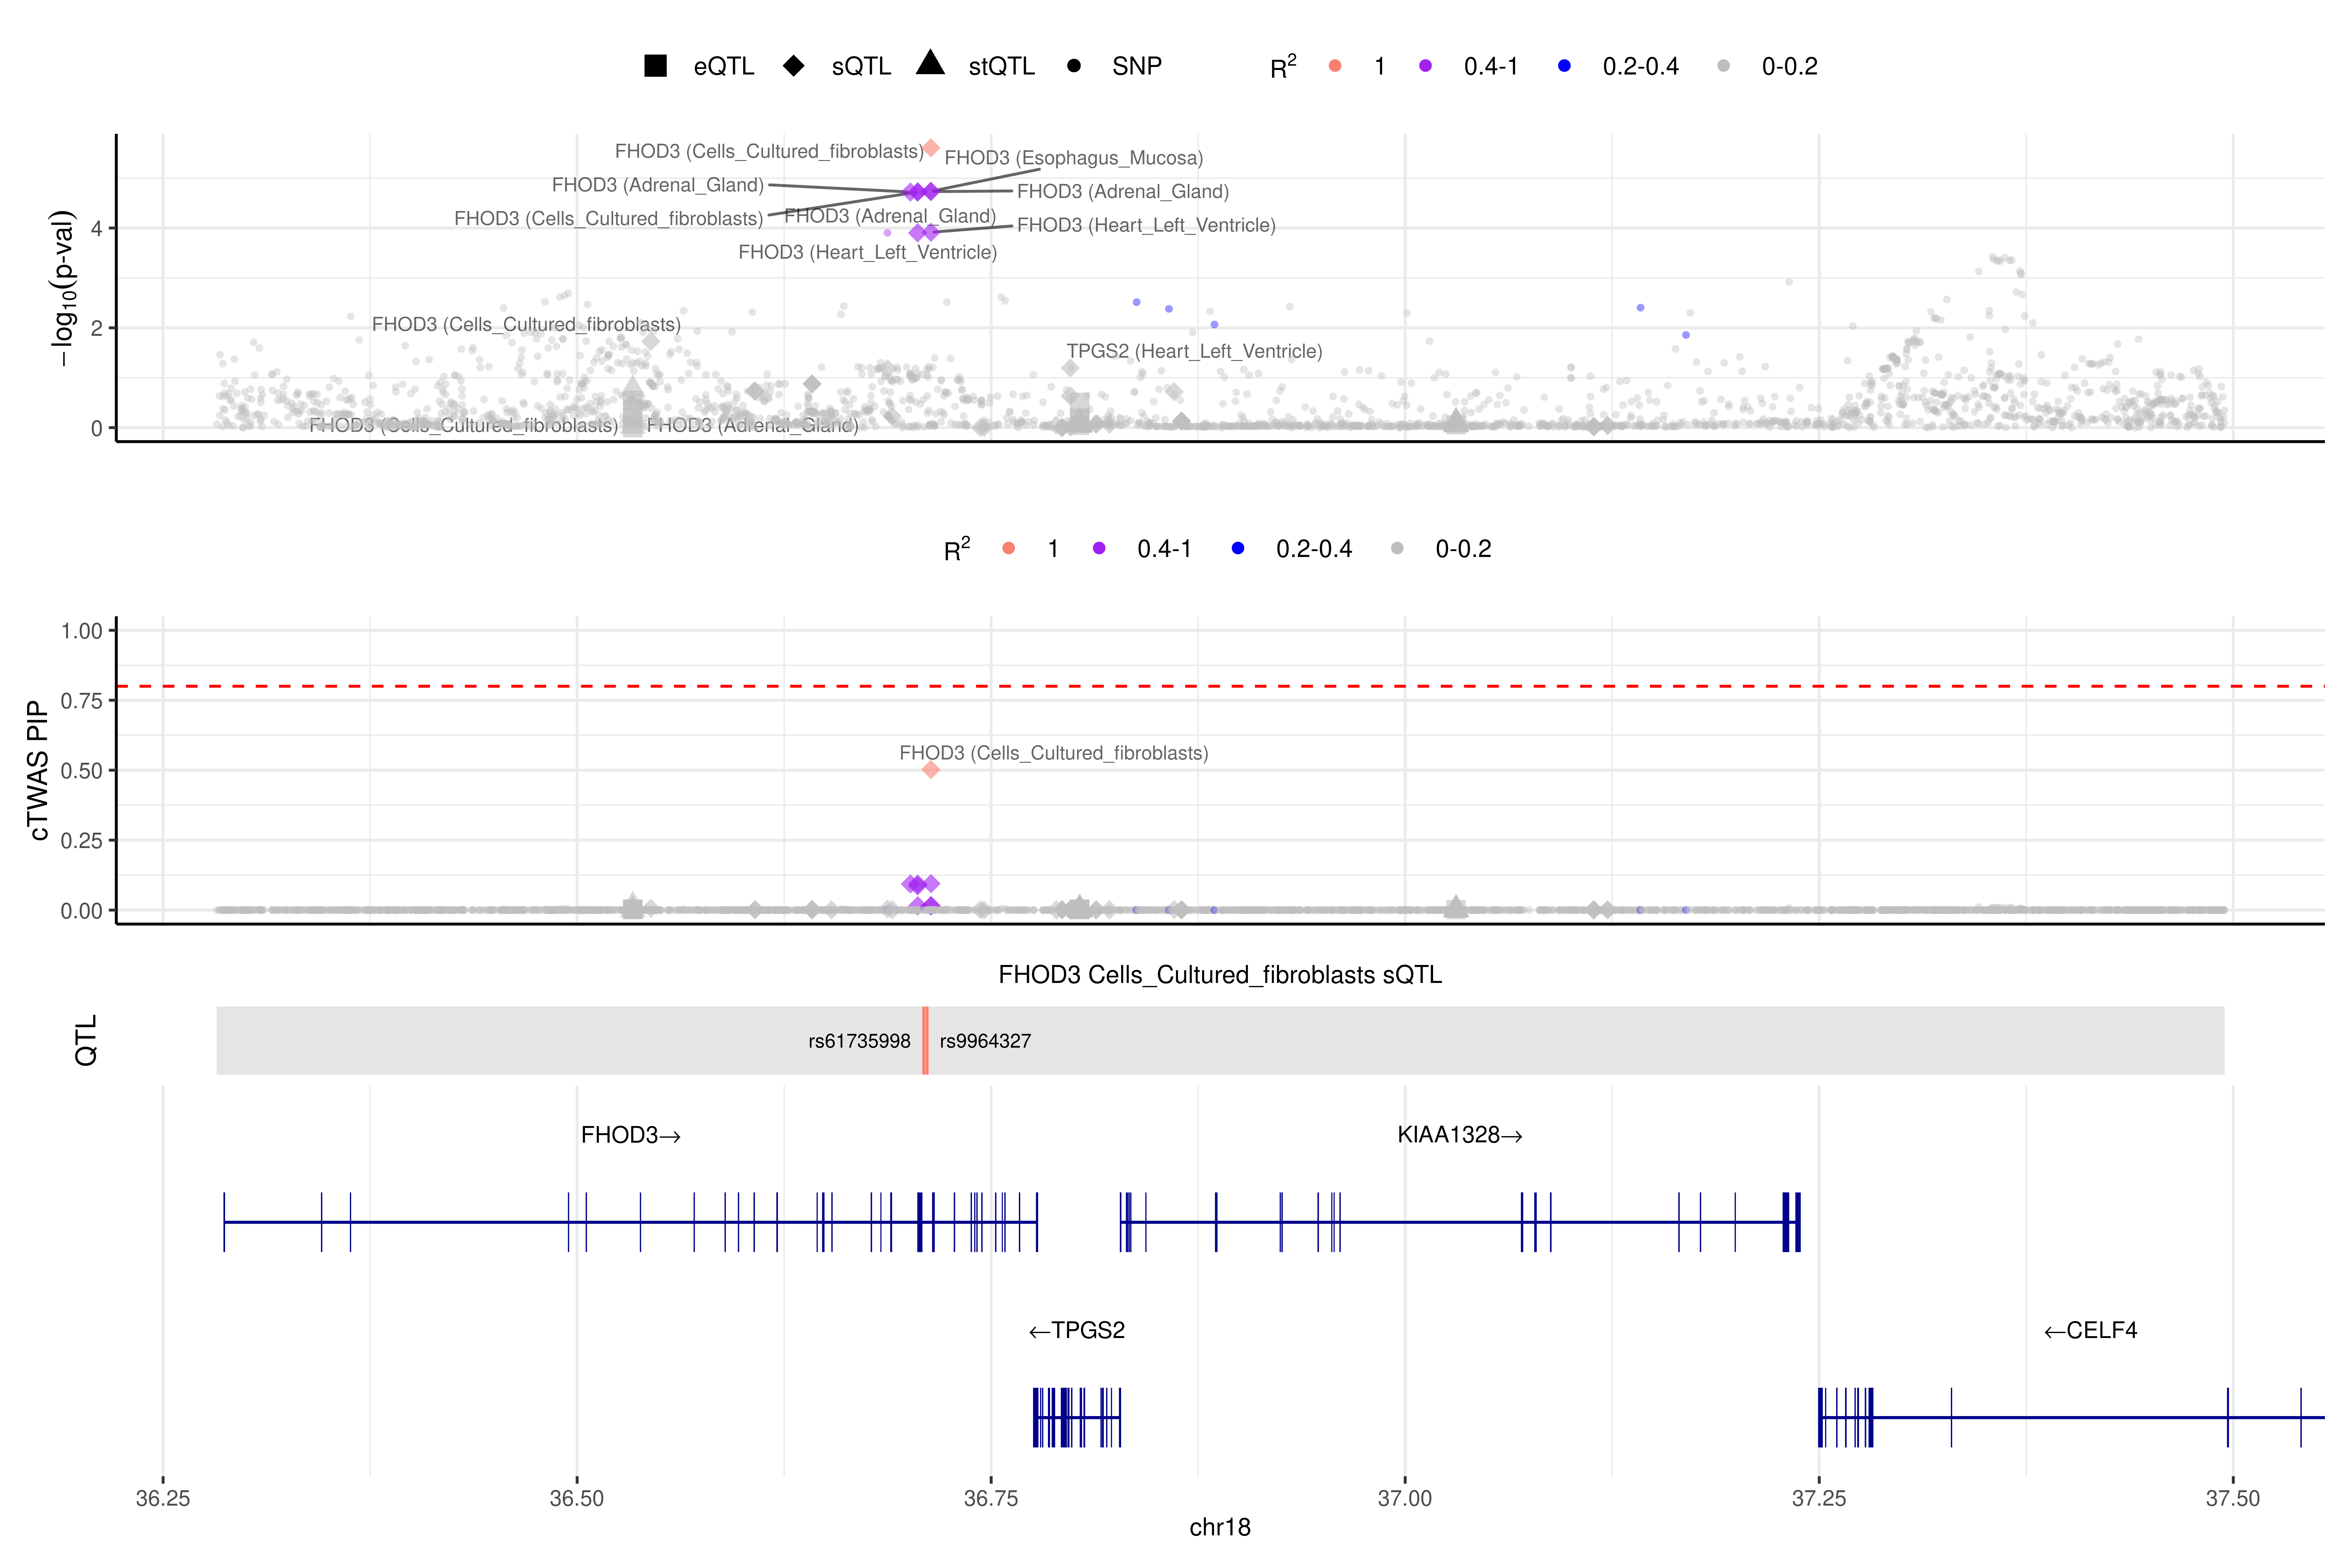 eQTL sQTL stQTL SNP R2 1 0.4-1 0.2-0.4 0-0.2
FHOD3 (Cells_Cultured_fibroblasts)
FHOD3 (Esophagus_Mucosa)
FHOD3 (Adrenal_Gland)
FHOD3 (Adrenal_Gland)
FHOD3 (Cells_Cultured_fibroblasts)
FHOD3 (Adrenal_Gland)
FHOD3 (Heart_Left_Ventricle)
FHOD3 (Heart_Left_Ventricle)
FHOD3 (Cells_Cultured_fibroblasts)
TPGS2 (Heart_Left_Ventricle)
FHOD3 (Cells_Cultured_fibroblasts)
FHOD3 (Adrenal_Gland)
−log10(p-val)
4
2
0
R2 1 0.4-1 0.2-0.4 0-0.2
cTWAS PIP
1.00
0.75
0.50
0.25
0.00
FHOD3 (Cells_Cultured_fibroblasts)
FHOD3 Cells_Cultured_fibroblasts sQTL
QTL
rs61735998 rs9964327
FHOD3→ KIAA1328→
←TPGS2 ←CELF4
36.25 36.50 36.75 37.00 37.25 37.50
chr18